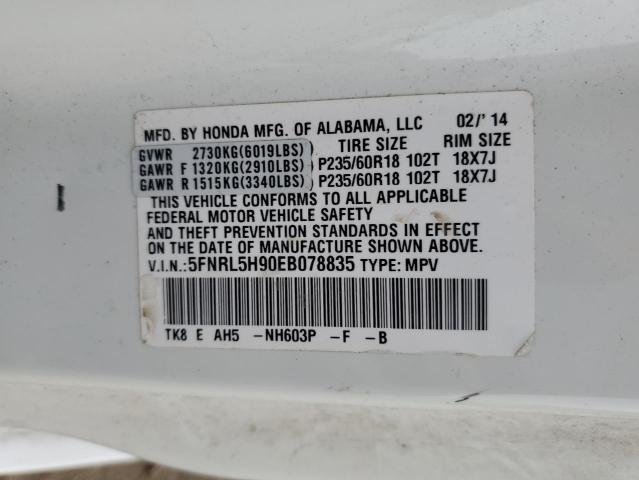 MFD. BY HONDA MFG. OF ALABAMA, LLC 02/'14
TIRE SIZE RIM SIZE
GVWR 2730KG(6019LBS)
GAWR F 1320KG(2910LBS) P235/60R18 102T 18X7J
GAWR R 1515KG(3340LBS) P235/60R18 102T 18X7J
THIS VEHICLE CONFORMS TO ALL APPLICABLE
FEDERAL MOTOR VEHICLE SAFETY
AND THEFT PREVENTION STANDARDS IN EFFECT
ON THE DATE OF MANUFACTURE SHOWN ABOVE.
V.I.N.:5FNRL5H90EB078835 TYPE: MPV
TK8 E AH5 -NH603P -F -B